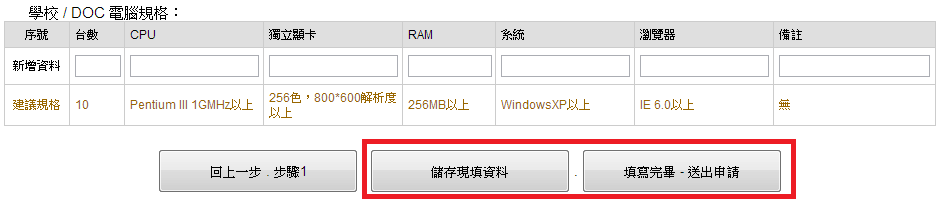 學校 / DOC 電腦規格：
序號 台數 CPU 獨立顯卡 RAM 系統 瀏覽器 備註
新增資料
建議規格 10 Pentium III 1GMHz以上 256色，800*600解析度以上 256MB以上 WindowsXP以上 IE 6.0以上 無
回上一步 . 步驟1 儲存現填資料 . 填寫完畢 - 送出申請